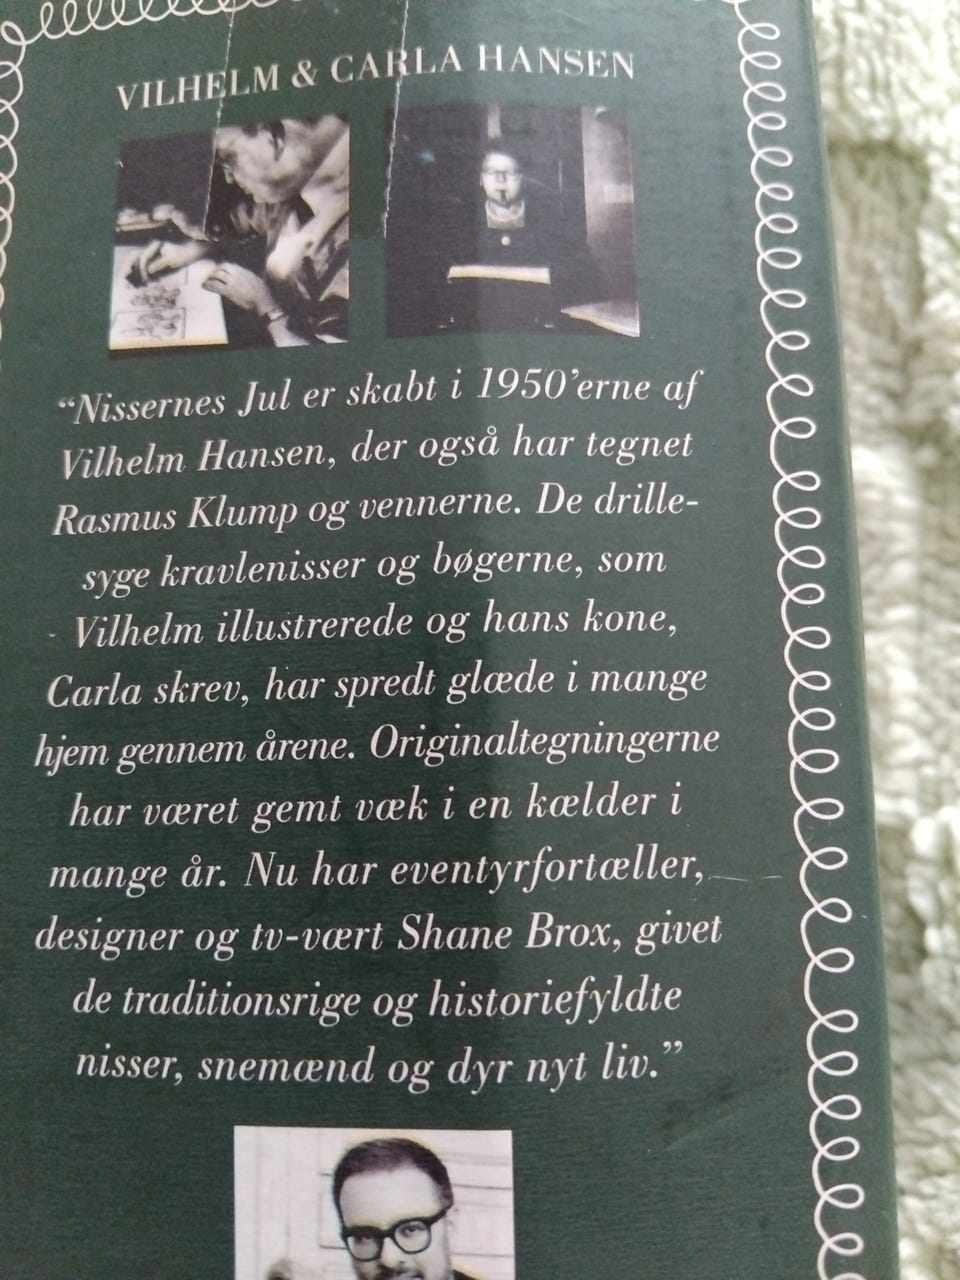 VILHELM & CARLA HANSEN
“Nissernes Jul er skabt i 1950’erne af
Vilhelm Hansen, der også har tegnet
Rasmus Klump og vennerne. De drille-
syge kravlenisser og bøgerne, som
Vilhelm illustrerede og hans kone,
Carla skrev, har spredt glæde i mange
hjem gennem årene. Originaltegningerne
har været gemt væk i en kælder i
mange år. Nu har eventyrfortæller,
designer og tv-vært Shane Brox, givet
de traditionsrige og historiefyldte
nisser, snemænd og dyr nyt liv.”